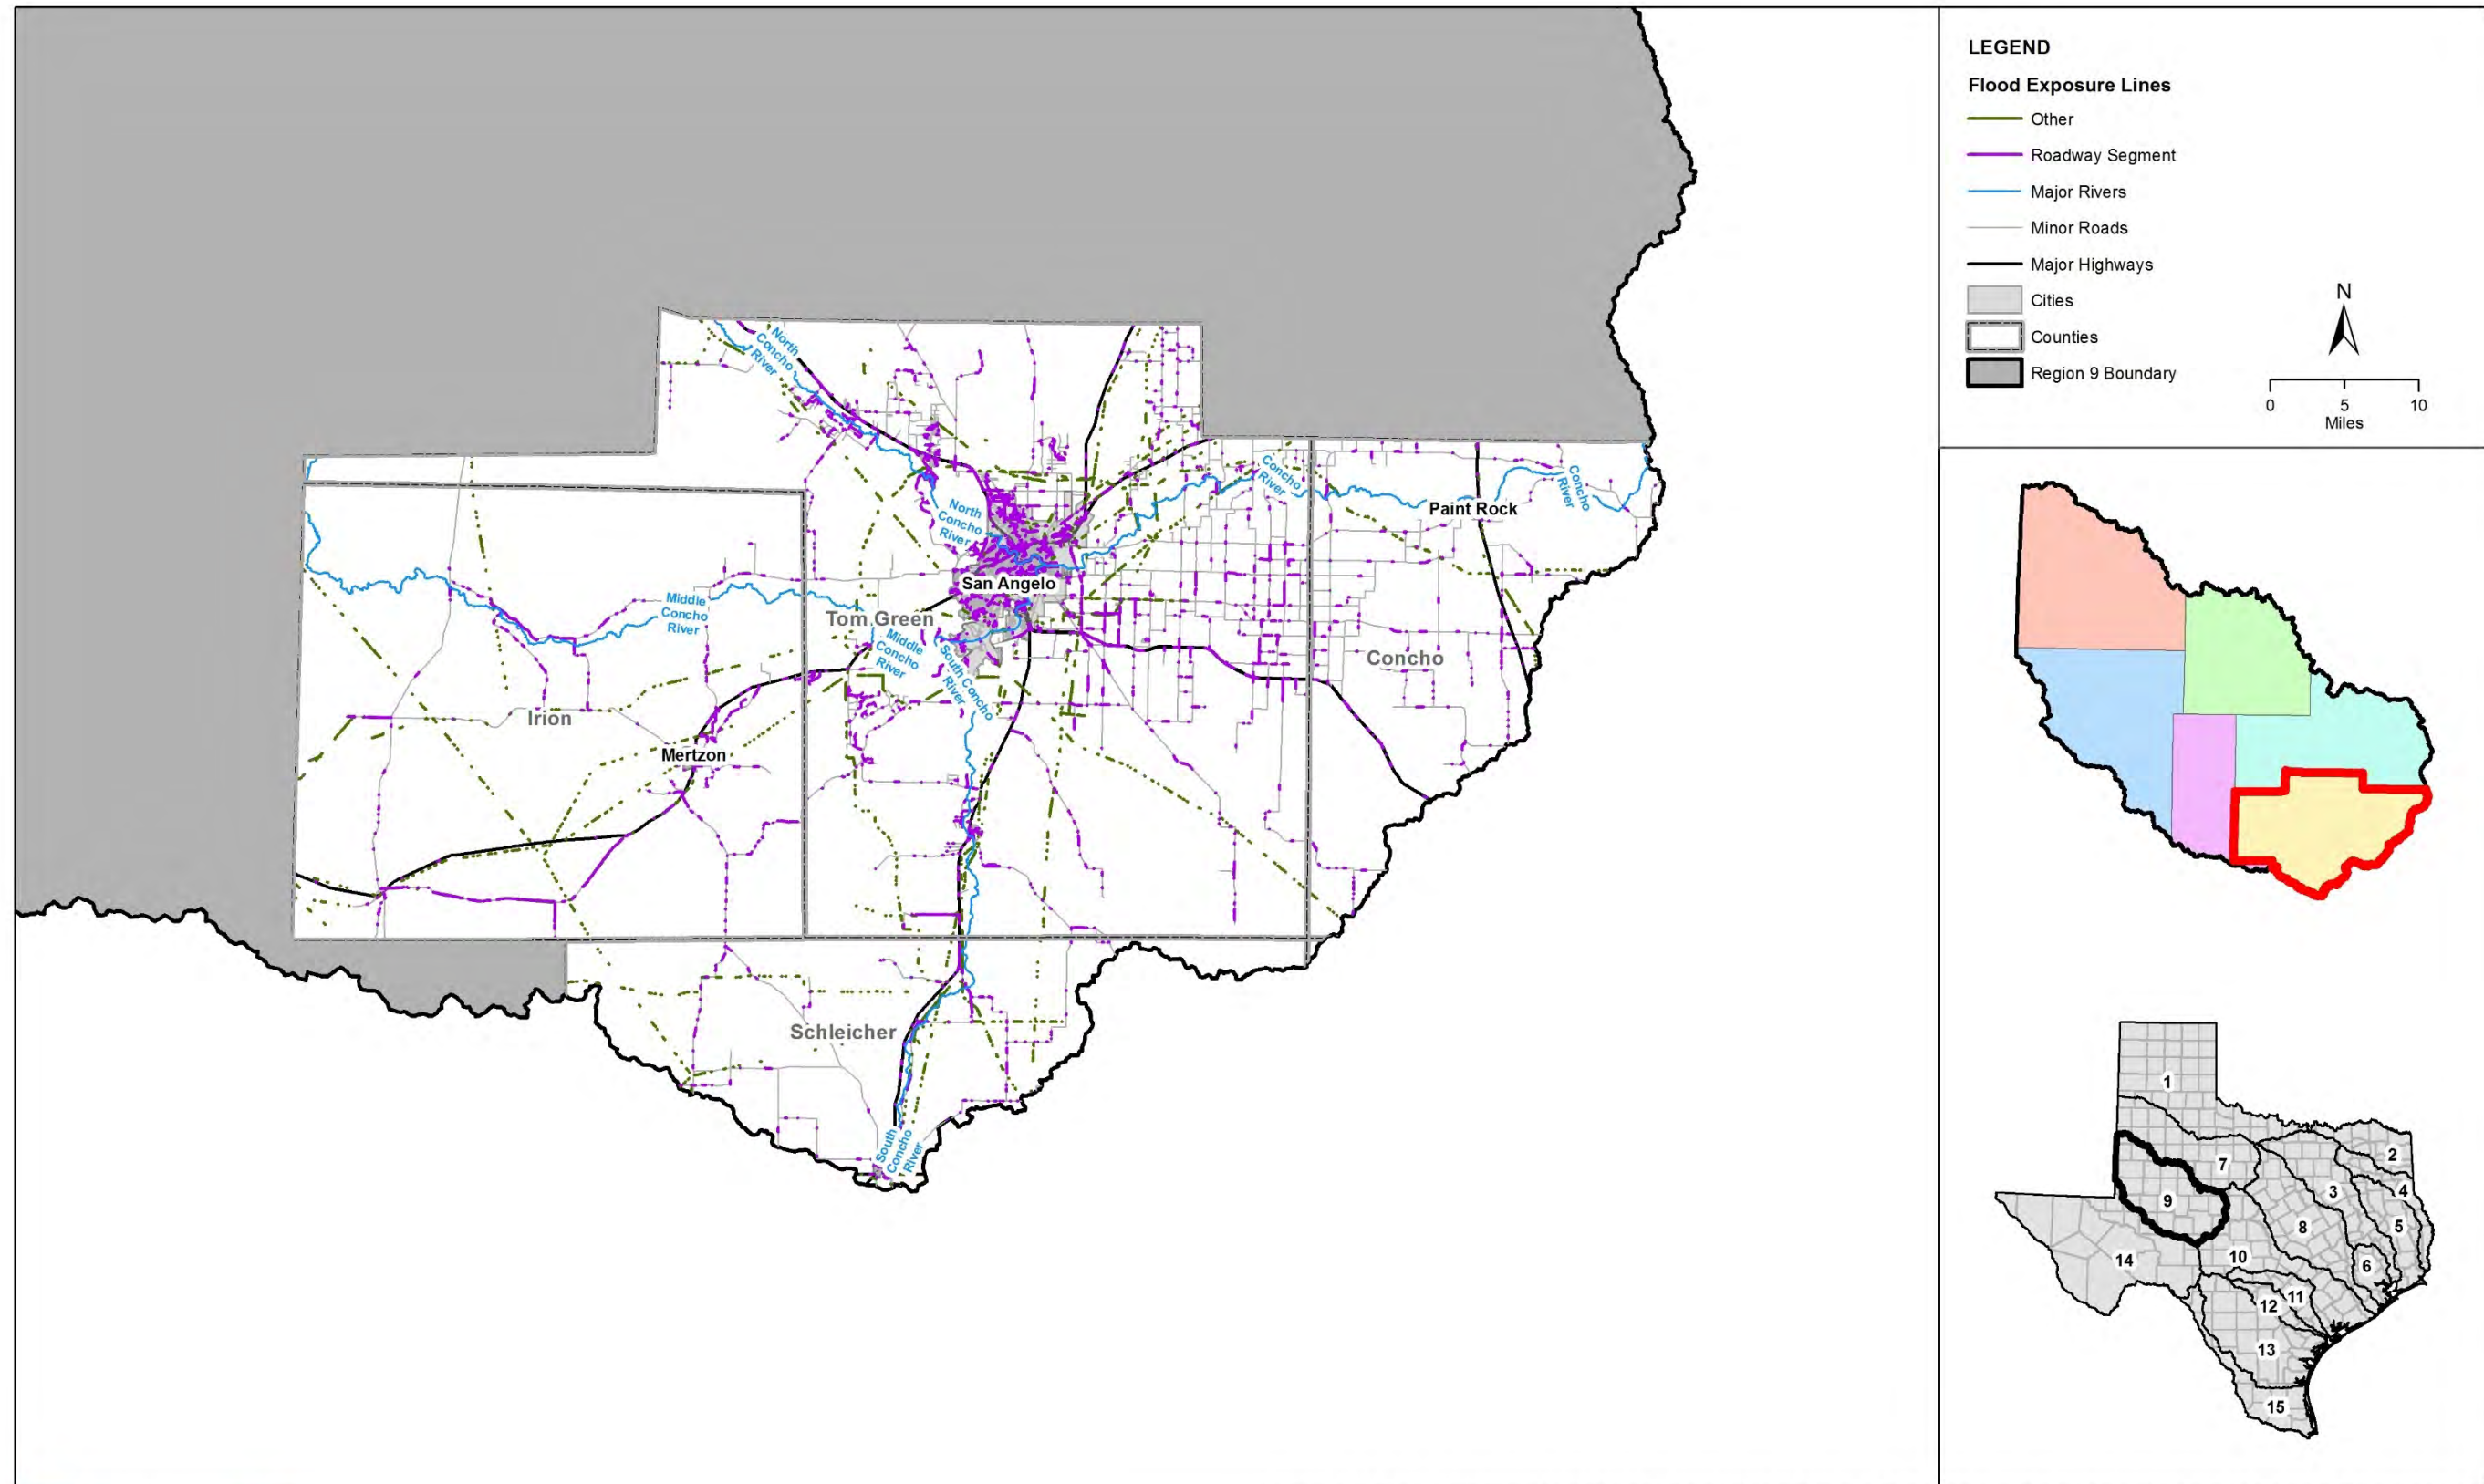 LEGEND
Flood Exposure Lines
Other
Roadway Segment
Major Rivers
Minor Roads
Major Highways
Cities
Counties
Region 9 Boundary
N
0 5 10
Miles
North
Concho
River
North
Concho
River
Concho
River
Concho
River
Paint Rock
San Angelo
Middle
Concho
River
Tom Green
Middle
Concho
River
South Concho
River
Concho
Irion
Mertzon
Schleicher
South
Concho
River
1
2
7
3
4
9
8
5
10
14
6
11
12
13
15